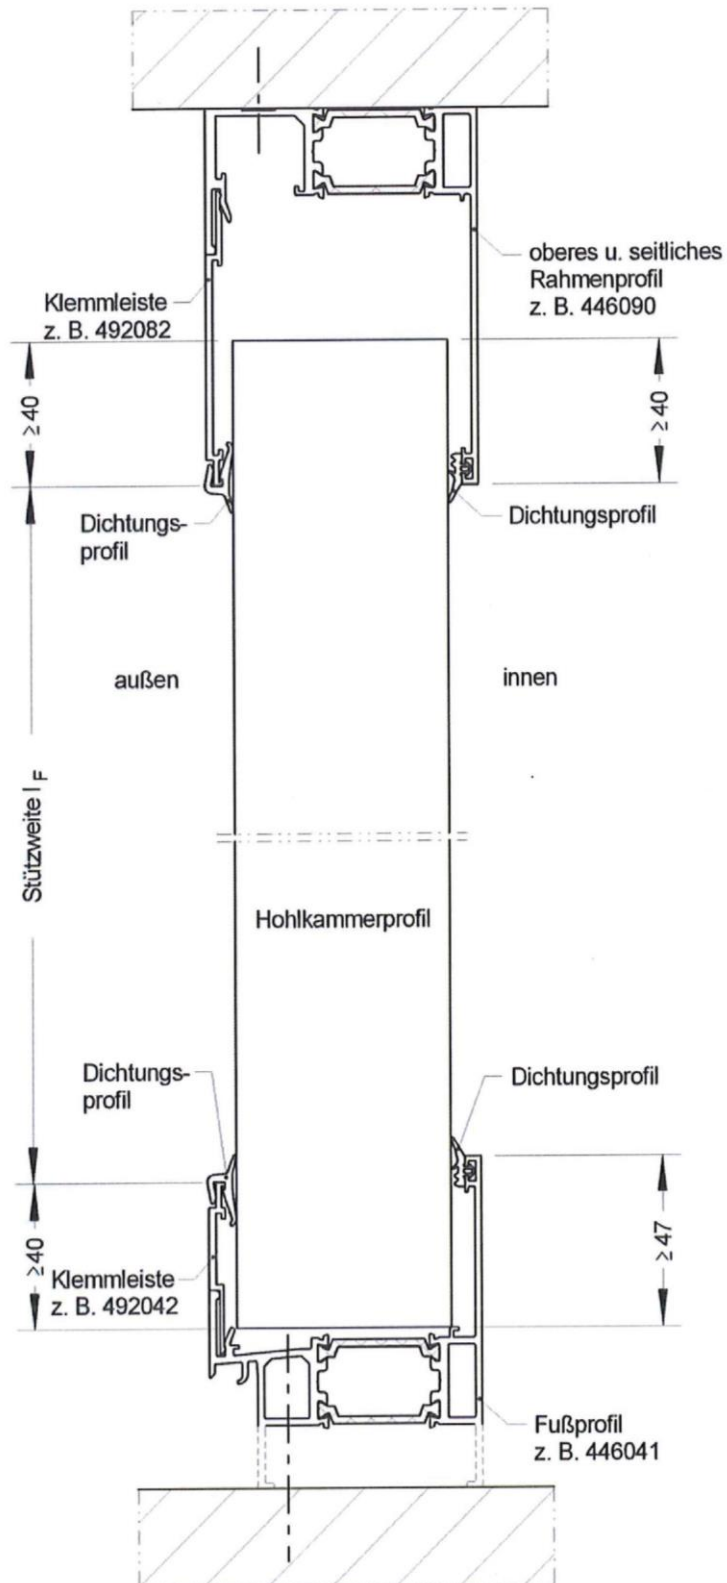 oberes u. seitliches
Rahmenprofil
z. B. 446090
Klemmleiste
z. B. 492082
≥40
≥40
Dichtungs-
profil
Dichtungsprofil
außen
innen
Stützweite l F
Hohlkammerprofil
Dichtungs-
profil
Dichtungsprofil
≥40
≥47
Klemmleiste
z. B. 492042
Fußprofil
z. B. 446041